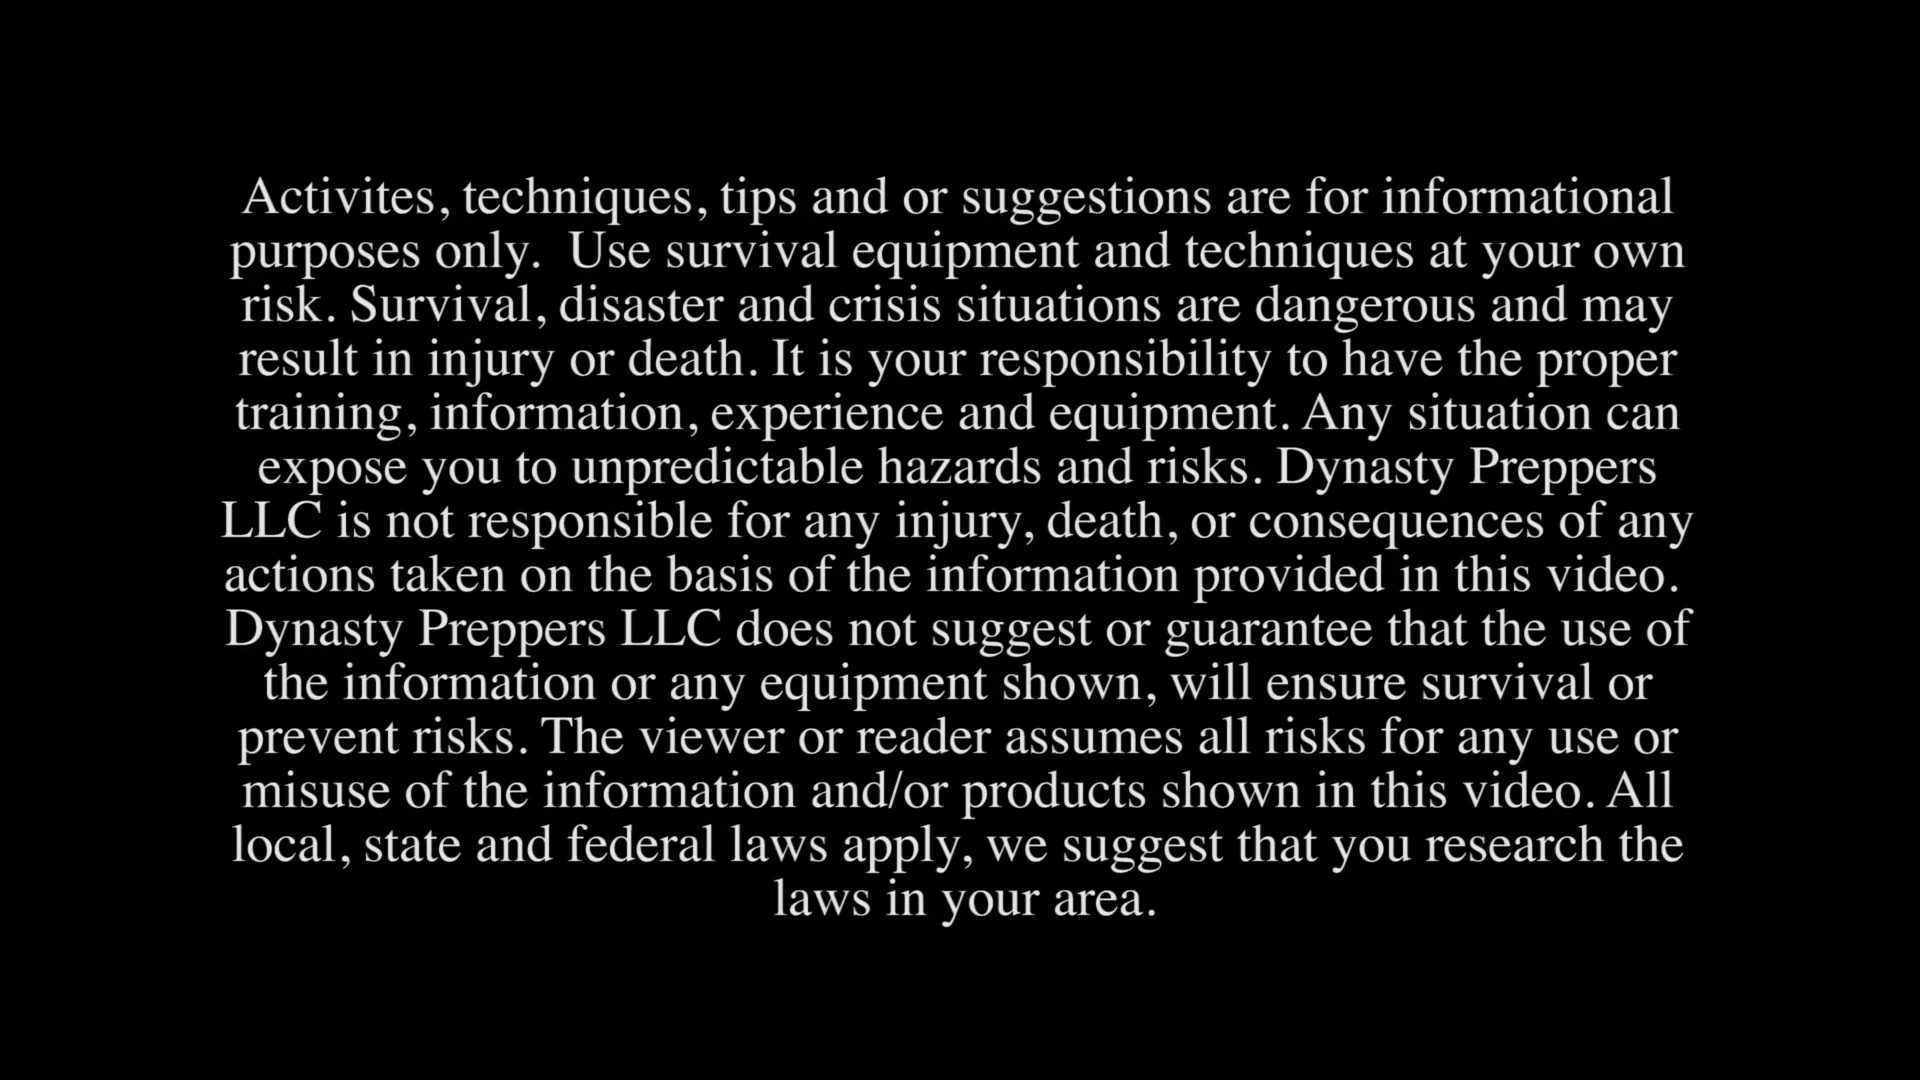 Activites, techniques, tips and or suggestions are for informational
purposes only.  Use survival equipment and techniques at your own
risk. Survival, disaster and crisis situations are dangerous and may
result in injury or death. It is your responsibility to have the proper
training, information, experience and equipment. Any situation can
expose you to unpredictable hazards and risks. Dynasty Preppers
LLC is not responsible for any injury, death, or consequences of any
actions taken on the basis of the information provided in this video.
Dynasty Preppers LLC does not suggest or guarantee that the use of
the information or any equipment shown, will ensure survival or
prevent risks. The viewer or reader assumes all risks for any use or
misuse of the information and/or products shown in this video. All
local, state and federal laws apply, we suggest that you research the
laws in your area.